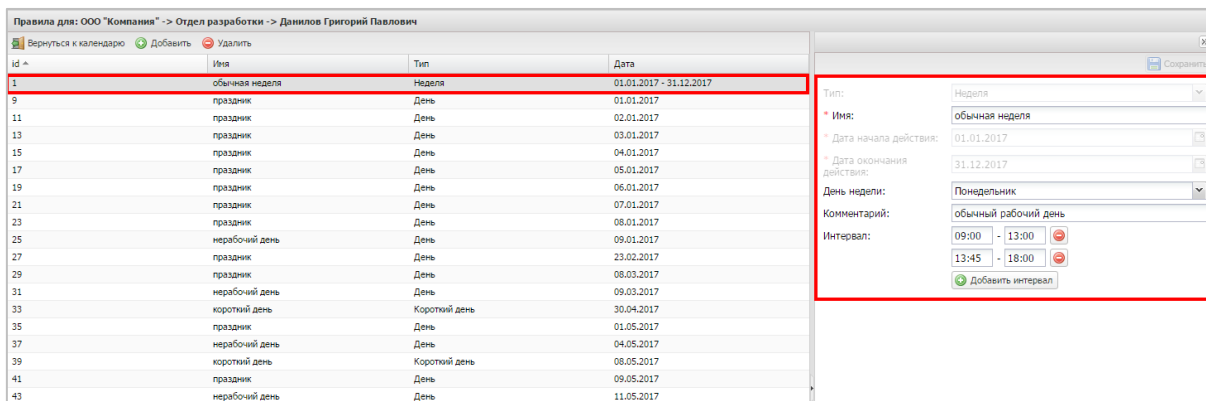 Правила для: ООО "Компания" -> Отдел разработки -> Данилов Григорий Павлович
Вернуться к календарю Добавить Удалить
id Имя Тип Дата
1 обычная неделя Неделя 01.01.2017 - 31.12.2017
9 праздник День 01.01.2017
11 праздник День 02.01.2017
13 праздник День 03.01.2017
15 праздник День 04.01.2017
17 праздник День 05.01.2017
19 праздник День 06.01.2017
21 праздник День 07.01.2017
23 праздник День 08.01.2017
25 нерабочий день День 09.01.2017
27 праздник День 23.02.2017
29 праздник День 08.03.2017
31 нерабочий день День 09.03.2017
33 короткий день Короткий день 30.04.2017
35 праздник День 01.05.2017
37 нерабочий день День 04.05.2017
39 короткий день Короткий день 08.05.2017
41 праздник День 09.05.2017
43 нерабочий день День 11.05.2017
Сохранить
Тип: Неделя
* Имя: обычная неделя
* Дата начала действия: 01.01.2017
* Дата окончания
действия: 31.12.2017
День недели: Понедельник
Комментарий: обычный рабочий день
Интервал: 09:00 - 13:00
13:45 - 18:00
Добавить интервал